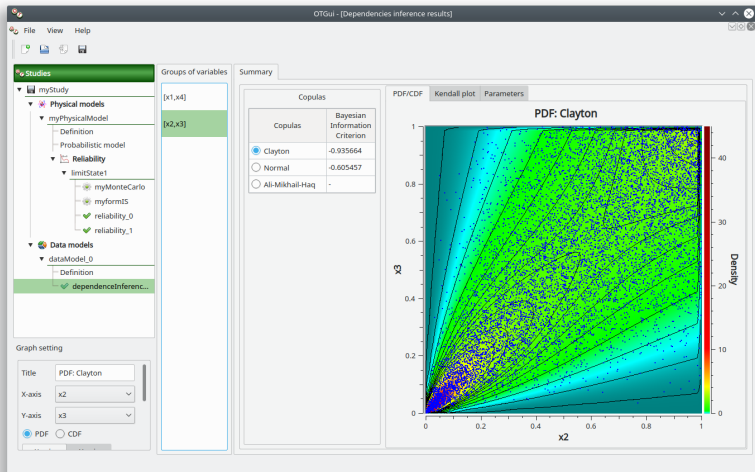 OTGui - [Dependencies inference results]
File View Help
Studies
myStudy
Physical models
myPhysicalModel
Definition
Probabilistic model
Reliability
limitState1
myMonteCarlo
myformIS
reliability_0
reliability_1
Data models
dataModel_0
Definition
dependenceInferenc...
Graph setting
Title PDF: Clayton
X-axis x2
Y-axis x3
PDF CDF
Groups of variables
[x1,x4]
[x2,x3]
Summary
Copulas
Copulas Bayesian Information Criterion
Clayton -0.935664
Normal -0.605457
Ali-Mikhail-Haq -
PDF/CDF Kendall plot Parameters
PDF: Clayton
1
0.8
0.6
0.4
0.2
0
x3
0 0.2 0.4 0.6 0.8 1
x2
40
30
20
10
0
Density